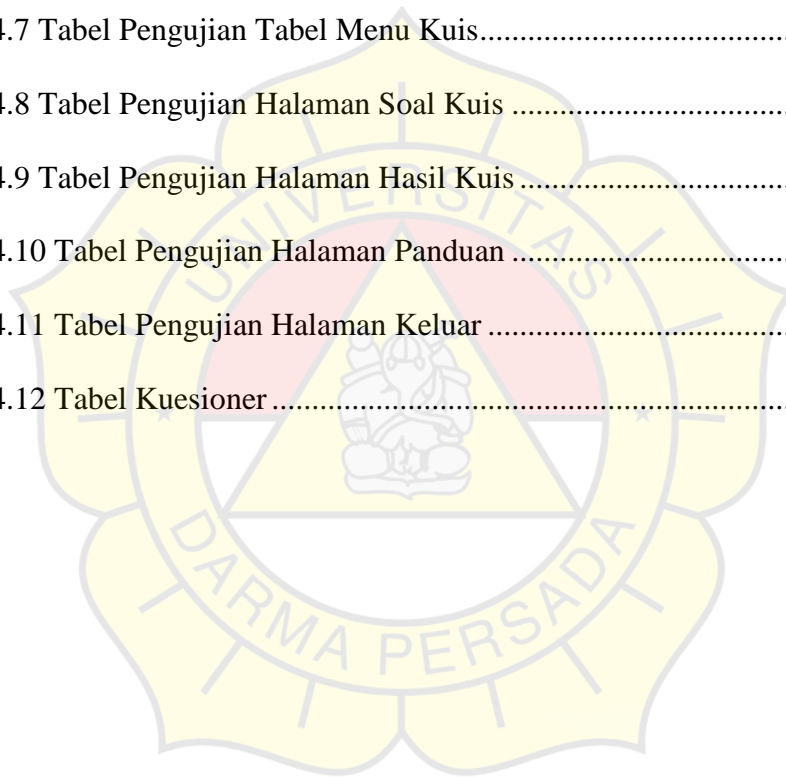 4.7 Tabel Pengujian Tabel Menu Kuis........................................
4.8 Tabel Pengujian Halaman Soal Kuis ....................................
4.9 Tabel Pengujian Halaman Hasil Kuis ...................................
4.10 Tabel Pengujian Halaman Panduan ....................................
4.11 Tabel Pengujian Halaman Keluar .......................................
4.12 Tabel Kuesioner ..................................................................
UNIVERSITAS
DARMA PERSADA